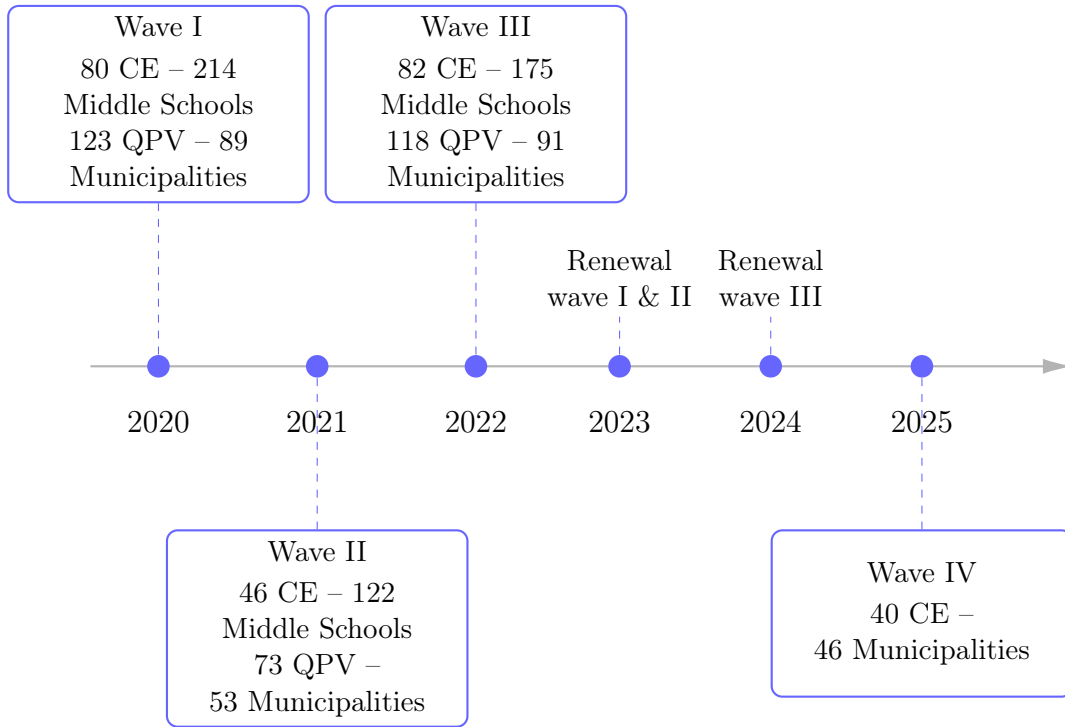 Wave I
80 CE – 214
Middle Schools
123 QPV – 89
Municipalities
Wave III
82 CE – 175
Middle Schools
118 QPV – 91
Municipalities
Renewal
wave I & II
Renewal
wave III
2020
2021
2022
2023
2024
2025
Wave II
46 CE – 122
Middle Schools
73 QPV –
53 Municipalities
Wave IV
40 CE –
46 Municipalities